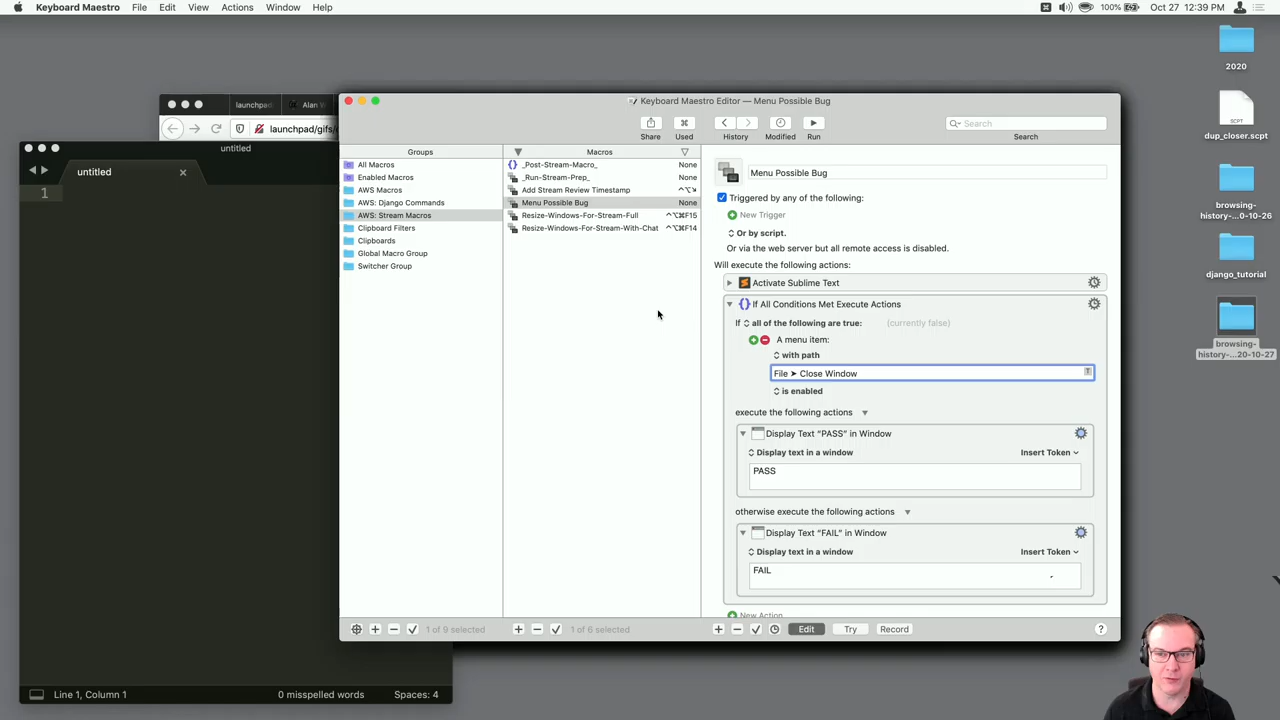 Keyboard Maestro File Edit View Actions Window Help 100% Oct 27 12:39 PM
2020
SCPT
dup_closer.scpt
browsing-
history-...0-10-26
django_tutorial
browsing-
history-...20-10-27
launchpad Alan
launchpad/gifs/
untitled
untitled
1
Line 1, Column 1 0 misspelled words Spaces: 4
Keyboard Maestro Editor — Menu Possible Bug
Share Used History Modified Run Search
Search
Groups
All Macros
Enabled Macros
AWS Macros
AWS: Django Commands
AWS: Stream Macros
Clipboard Filters
Clipboards
Global Macro Group
Switcher Group
Macros
_Post-Stream-Macro_ None
_Run-Stream-Prep_ None
Add Stream Review Timestamp ^⌥↘
Menu Possible Bug None
Resize-Windows-For-Stream-Full ^⌥⌘F15
Resize-Windows-For-Stream-With-Chat ^⌥⌘F14
Menu Possible Bug
Triggered by any of the following:
New Trigger
Or by script.
Or via the web server but all remote access is disabled.
Will execute the following actions:
Activate Sublime Text
If All Conditions Met Execute Actions
If all of the following are true: (currently false)
A menu item:
with path
File ➤ Close Window T
is enabled
execute the following actions
Display Text “PASS” in Window
Display text in a window Insert Token
PASS
otherwise execute the following actions
Display Text “FAIL” in Window
Display text in a window Insert Token
FAIL
New Action
1 of 9 selected 1 of 6 selected Edit Try Record ?